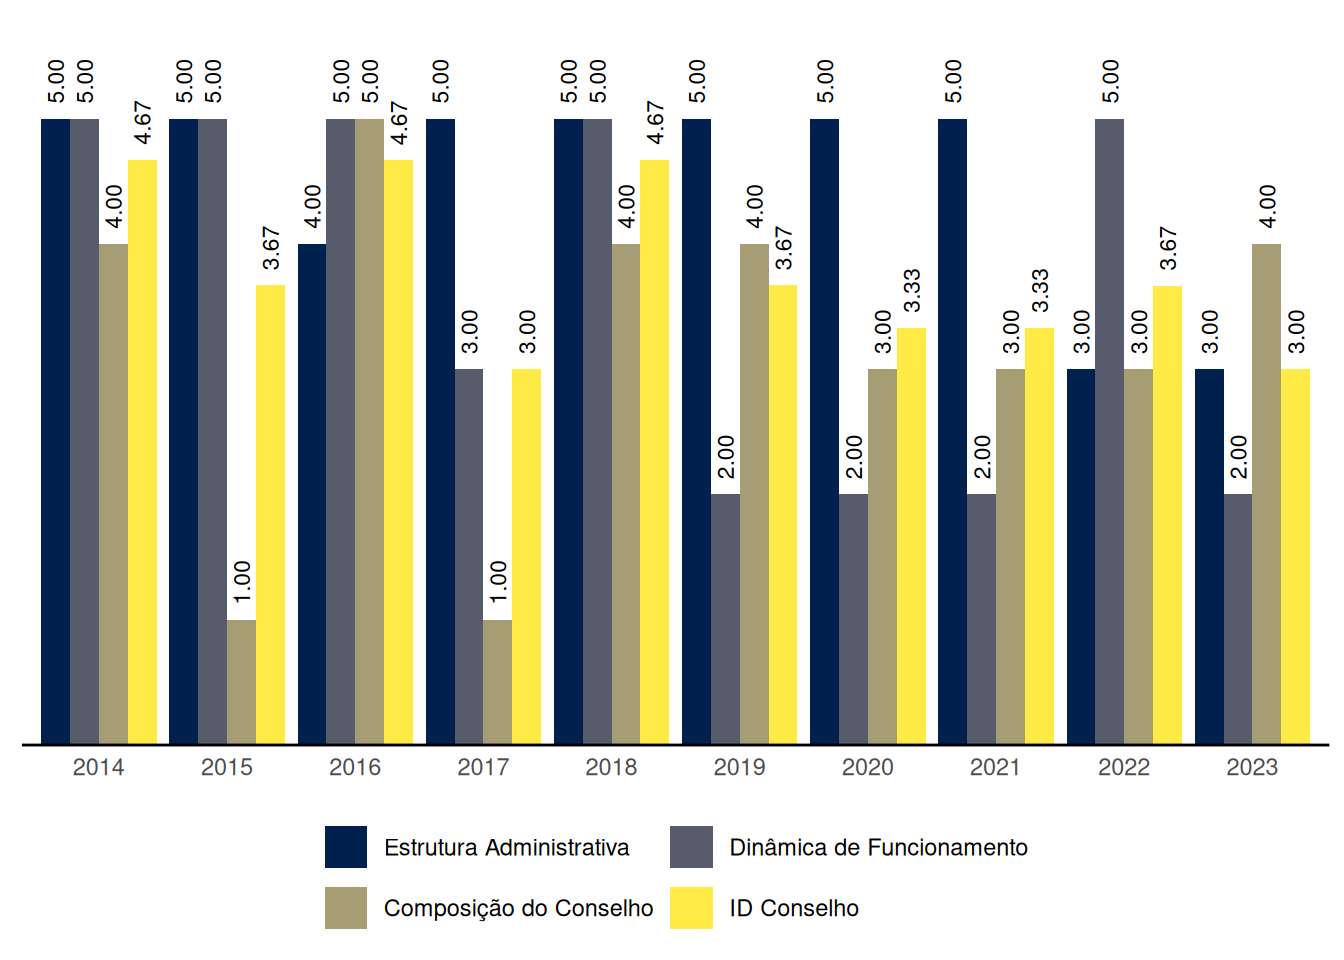 5.00 5.00 4.00 4.67 5.00 5.00 1.00 3.67 4.00 5.00 5.00 4.67 5.00 3.00 1.00 3.00 5.00 5.00 4.00 4.67 5.00 2.00 4.00 3.67 5.00 2.00 3.00 3.33 5.00 2.00 3.00 3.33 3.00 5.00 3.00 3.67 3.00 2.00 4.00 3.00
2014 2015 2016 2017 2018 2019 2020 2021 2022 2023
Estrutura Administrativa Dinâmica de Funcionamento
Composição do Conselho ID Conselho